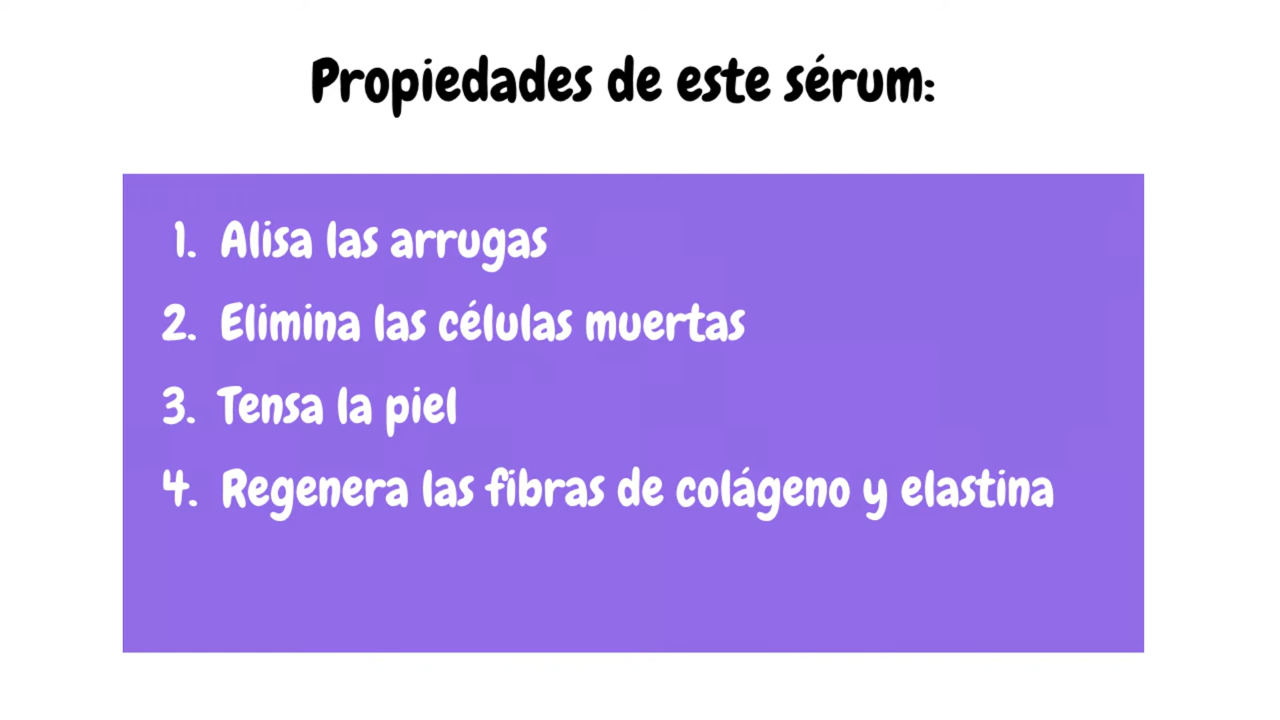 Propiedades de este sérum:
1. Alisa las arrugas
2. Elimina las células muertas
3. Tensa la piel
4. Regenera las fibras de colágeno y elastina